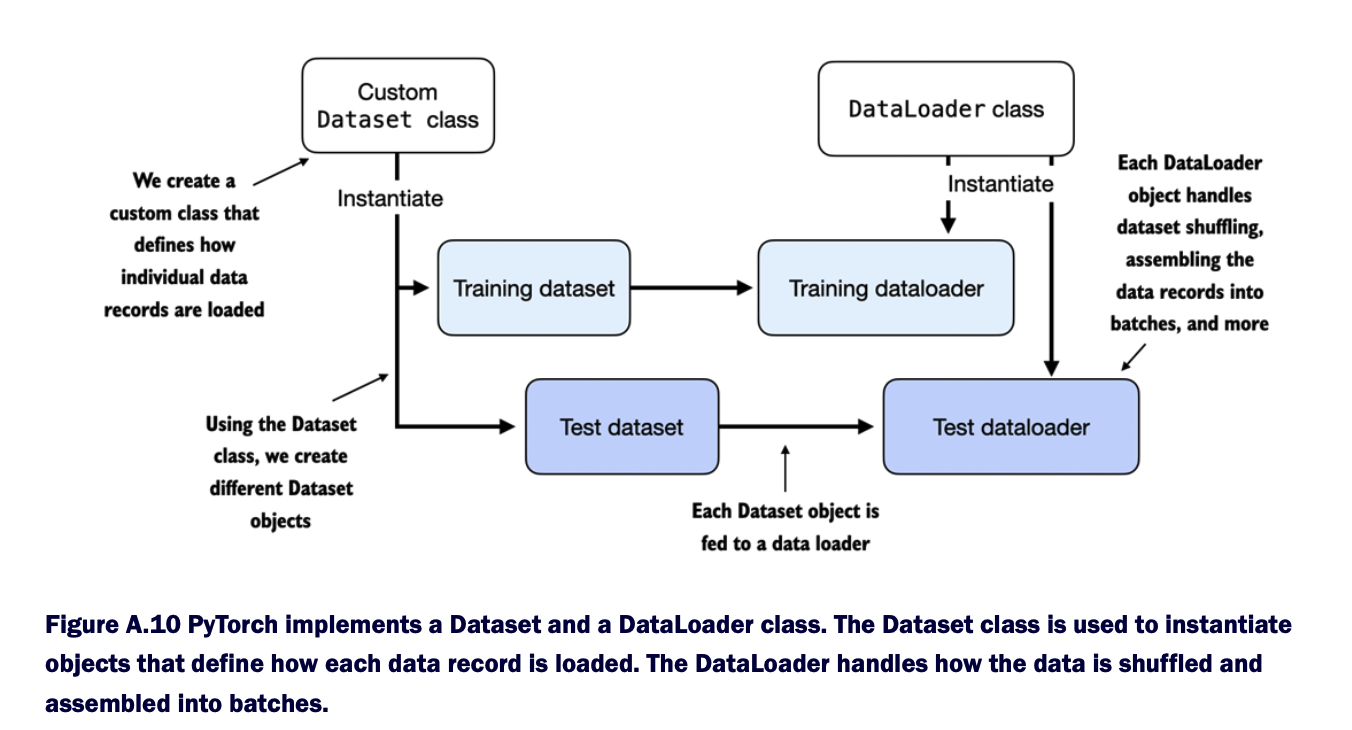 Custom
Dataset class
DataLoader class
We create a
custom class that
defines how
individual data
records are loaded
Instantiate
Instantiate
Each DataLoader
object handles
dataset shuffling,
assembling the
data records into
batches, and more
Training dataset
Training dataloader
Using the Dataset
class, we create
different Dataset
objects
Test dataset
Test dataloader
Each Dataset object is
fed to a data loader
Figure A.10 PyTorch implements a Dataset and a DataLoader class. The Dataset class is used to instantiate
objects that define how each data record is loaded. The DataLoader handles how the data is shuffled and
assembled into batches.